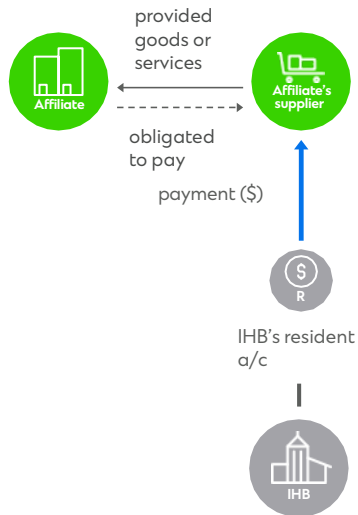 provided
goods or
services
Affiliate
Affiliate's
supplier
obligated
to pay
payment ($)
$
R
IHB's resident
a/c
IHB